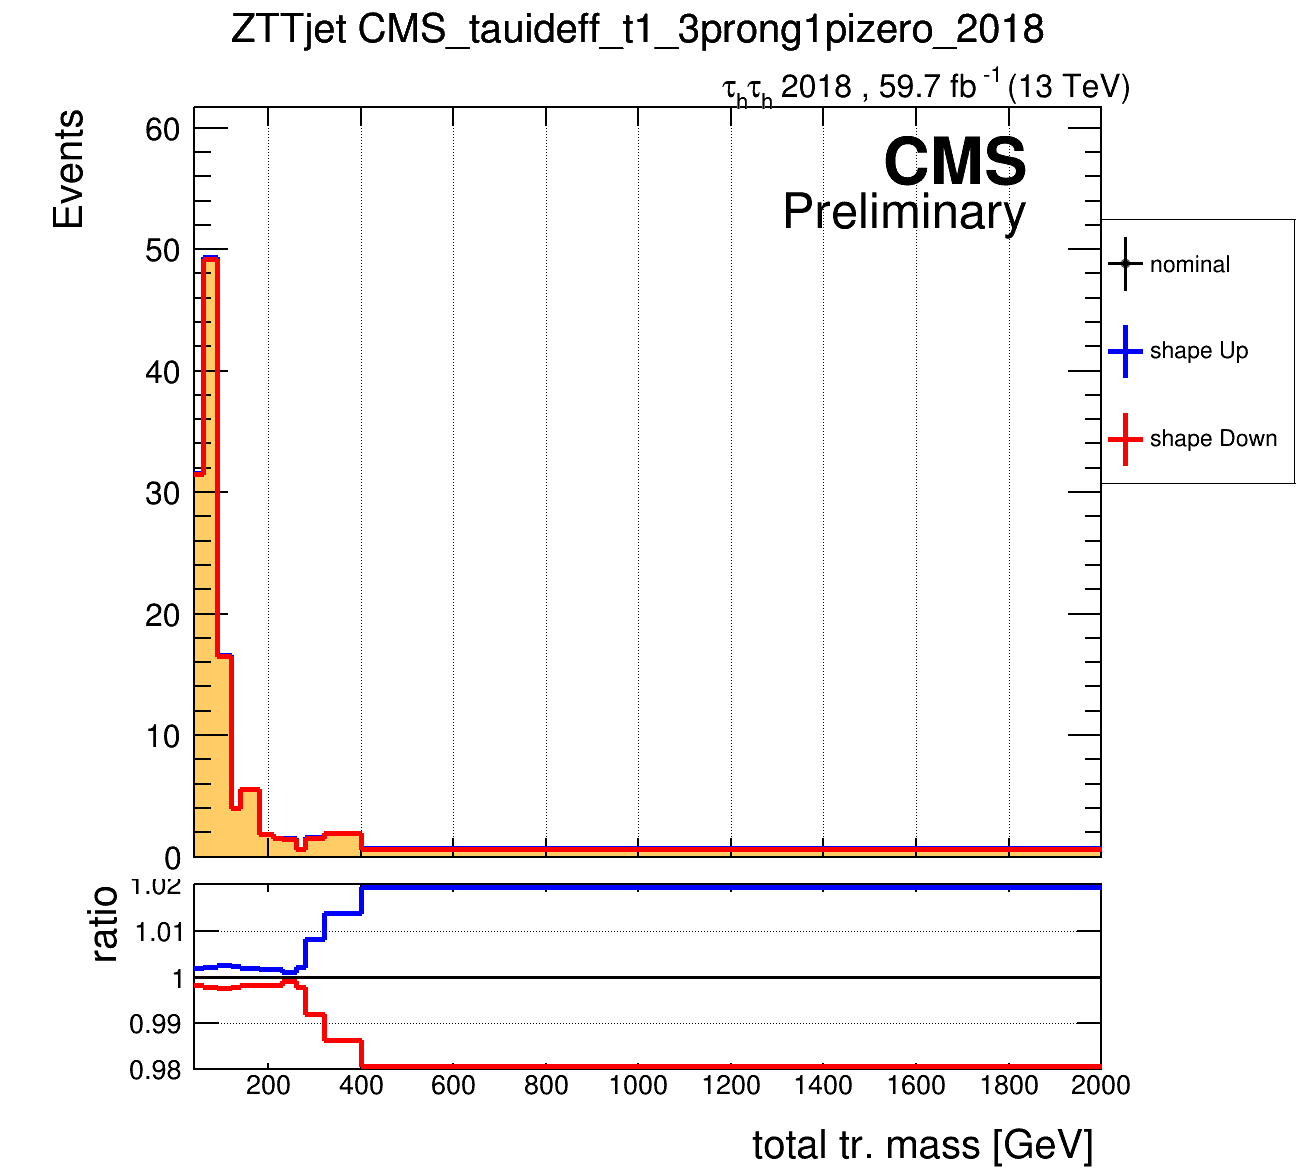 ZTTjet CMS_tauideff_t1_3prong1pizero_2018
τhτh 2018 , 59.7 fb -1 (13 TeV)
Events
60
50
40
30
20
10
0
CMS
Preliminary
nominal
shape Up
shape Down
ratio
1.02
1.01
1
0.99
0.98
200 400 600 800 1000 1200 1400 1600 1800 2000
total tr. mass [GeV]